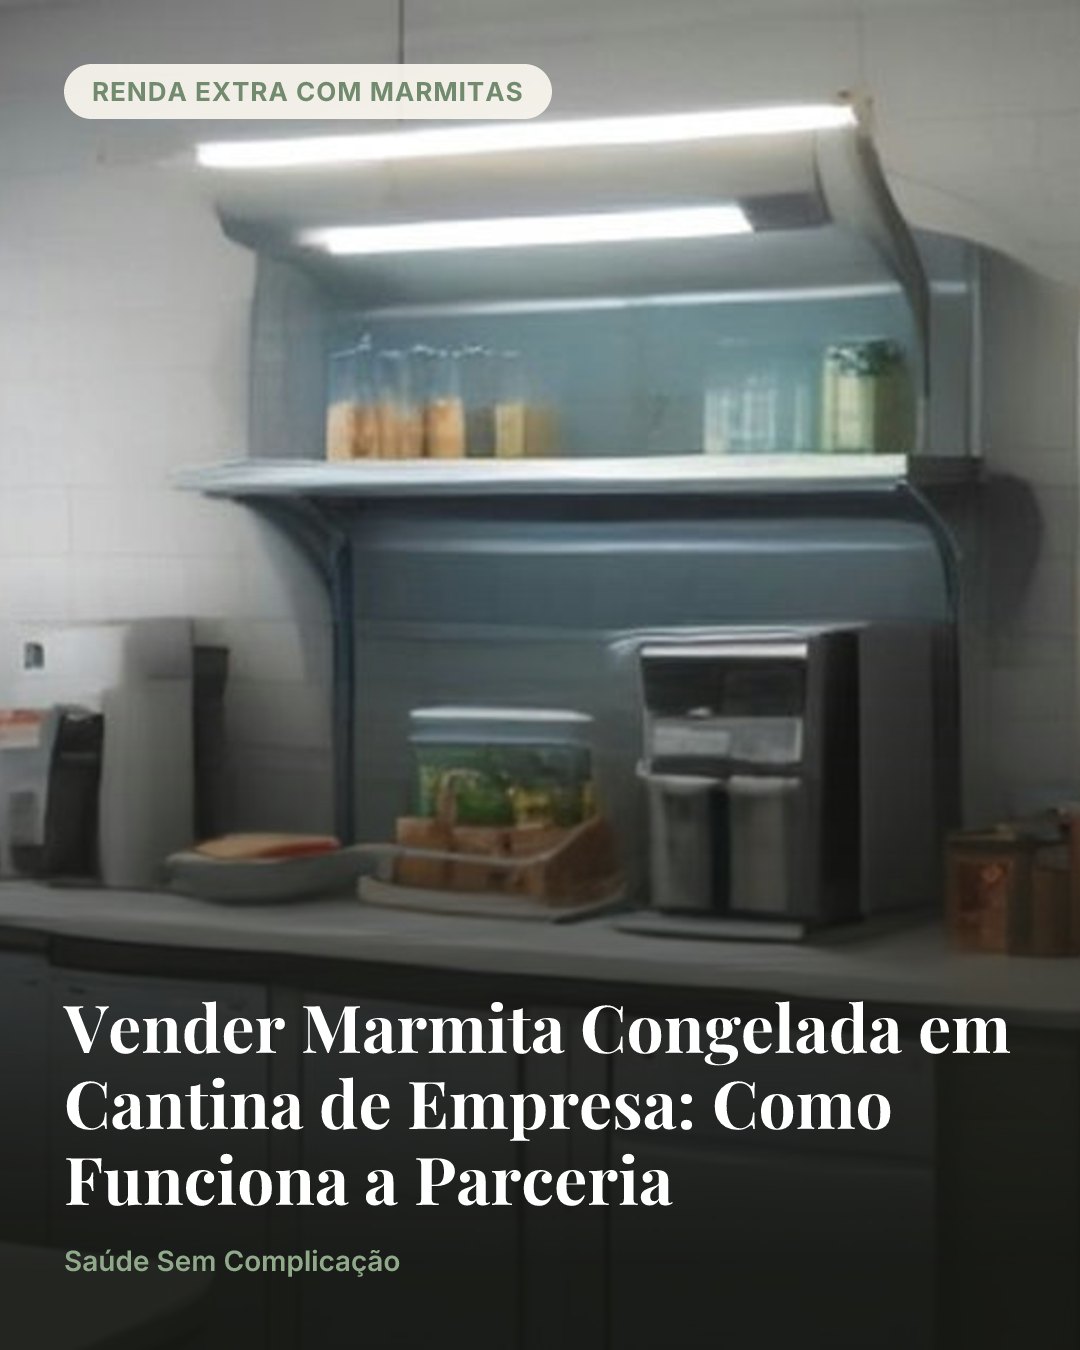 RENDA EXTRA COM MARMITAS
Vender Marmita Congelada em
Cantina de Empresa: Como
Funciona a Parceria
Saúde Sem Complicação